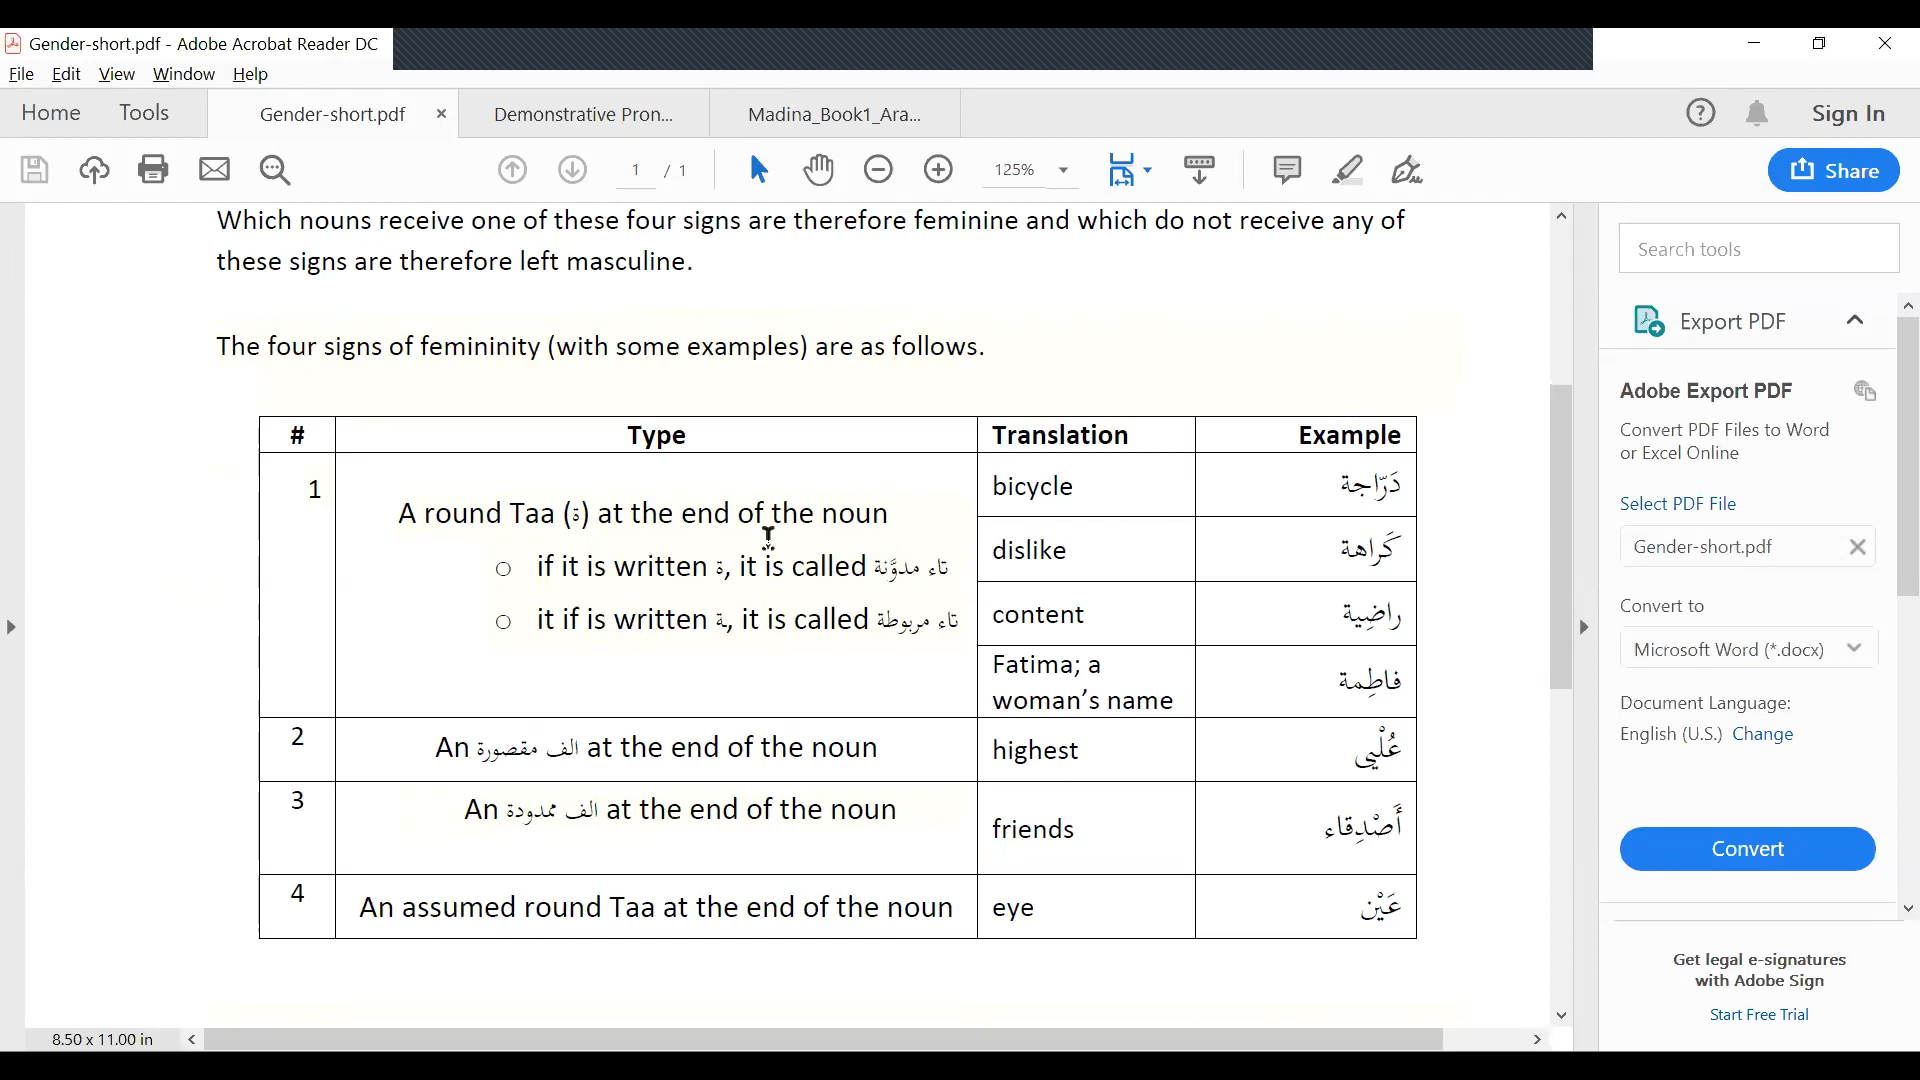 Gender-short.pdf - Adobe Acrobat Reader DC
File Edit View Window Help
Home Tools Gender-short.pdf × Demonstrative Pron... Madina_Book1_Ara... Sign In
1 / 1 125% Share
Which nouns receive one of these four signs are therefore feminine and which do not receive any of
these signs are therefore left masculine.
The four signs of femininity (with some examples) are as follows.
# Type Translation Example
1
A round Taa (ة) at the end of the noun
if it is written ة, it is called تاء مدوَّنة
it if is written ـة, it is called تاء مربوطة
bicycle دَرّاجة
dislike كَراهة
content راضِية
Fatima; a
woman’s name
فاطِمة
2 An الف مقصورة at the end of the noun highest عُلْيى
3 An الف ممدودة at the end of the noun friends أَصْدِقاء
4 An assumed round Taa at the end of the noun eye عَيْن
8.50 x 11.00 in
Search tools
Export PDF
Adobe Export PDF
Convert PDF Files to Word
or Excel Online
Select PDF File
Gender-short.pdf
Convert to
Microsoft Word (*.docx)
Document Language:
English (U.S.) Change
Convert
Get legal e-signatures
with Adobe Sign
Start Free Trial